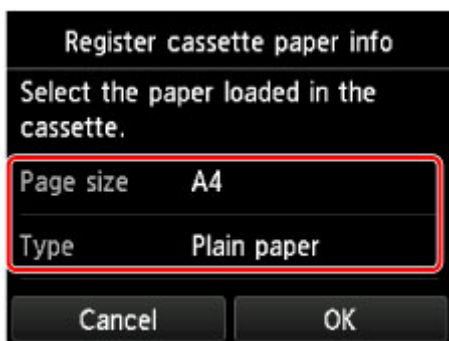 Register cassette paper info
Select the paper loaded in the
cassette.
Page size A4
Type Plain paper
Cancel OK